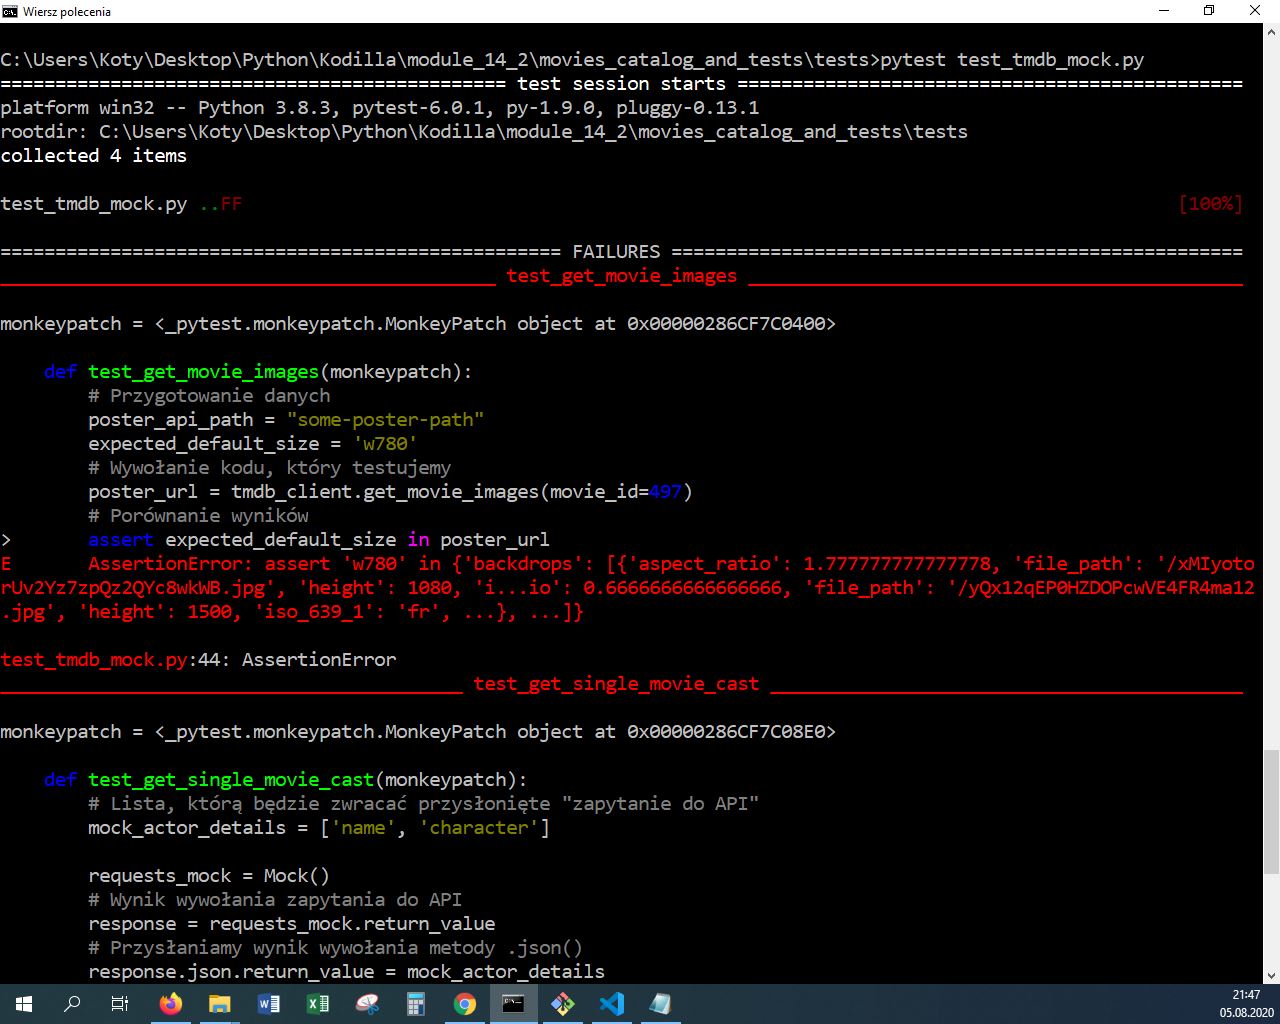 Wiersz polecenia
C:\Users\Koty\Desktop\Python\Kodilla\module_14_2\movies_catalog_and_tests\tests>pytest test_tmdb_mock.py
============================================== test session starts ==============================================
platform win32 -- Python 3.8.3, pytest-6.0.1, py-1.9.0, pluggy-0.13.1
rootdir: C:\Users\Koty\Desktop\Python\Kodilla\module_14_2\movies_catalog_and_tests\tests
collected 4 items
test_tmdb_mock.py ..FF [100%]
=================================================== FAILURES ====================================================
_____________________________________________ test_get_movie_images _____________________________________________
monkeypatch = <_pytest.monkeypatch.MonkeyPatch object at 0x00000286CF7C0400>
def test_get_movie_images(monkeypatch):
# Przygotowanie danych
poster_api_path = "some-poster-path"
expected_default_size = 'w780'
# Wywołanie kodu, który testujemy
poster_url = tmdb_client.get_movie_images(movie_id=497)
# Porównanie wyników
> assert expected_default_size in poster_url
E AssertionError: assert 'w780' in {'backdrops': [{'aspect_ratio': 1.777777777777778, 'file_path': '/xMIyoto
rUv2Yz7zpQz2QYc8wkWB.jpg', 'height': 1080, 'i...io': 0.6666666666666666, 'file_path': '/yQx12qEP0HZDOPcwVE4FR4ma12
.jpg', 'height': 1500, 'iso_639_1': 'fr', ...}, ...]}
test_tmdb_mock.py:44: AssertionError
__________________________________________ test_get_single_movie_cast ___________________________________________
monkeypatch = <_pytest.monkeypatch.MonkeyPatch object at 0x00000286CF7C08E0>
def test_get_single_movie_cast(monkeypatch):
# Lista, którą będzie zwracać przysłonięte "zapytanie do API"
mock_actor_details = ['name', 'character']
requests_mock = Mock()
# Wynik wywołania zapytania do API
response = requests_mock.return_value
# Przysłaniamy wynik wywołania metody .json()
response.json.return_value = mock_actor_details
21:47
05.08.2020